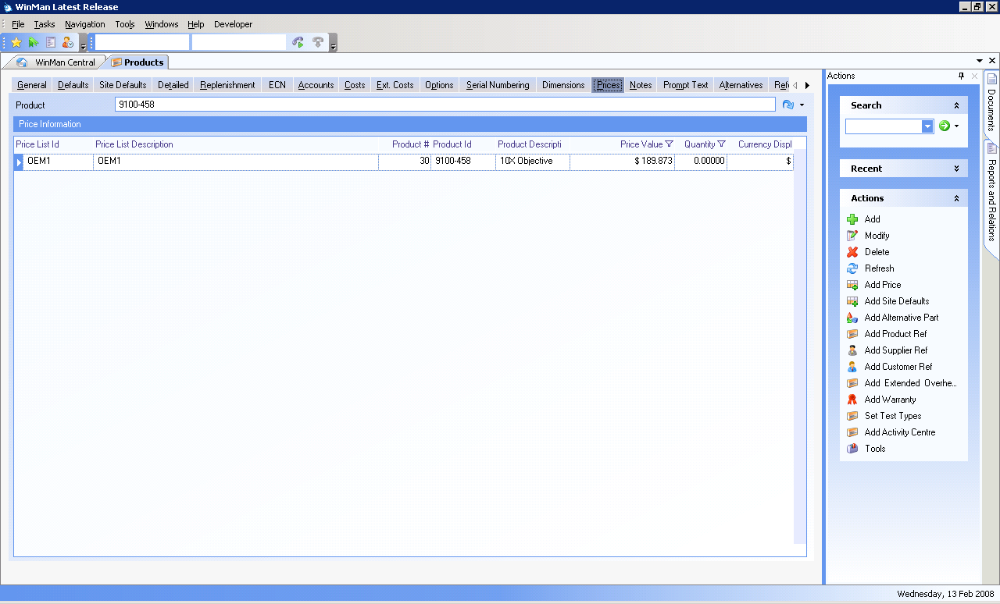 WinMan Latest Release
File Tasks Navigation Tools Windows Help Developer
WinMan Central Products
General Defaults Site Defaults Detailed Replenishment ECN Accounts Costs Ext. Costs Options Serial Numbering Dimensions Prices Notes Prompt Text Alternatives Refe
Product 9100-458
Price Information
Price List Id Price List Description Product # Product Id Product Descripti Price Value Quantity Currency Displ
OEM1 OEM1 30 9100-458 10X Objective $ 189.873 0.00000 $
Actions
Search
Recent
Actions
Add
Modify
Delete
Refresh
Add Price
Add Site Defaults
Add Alternative Part
Add Product Ref
Add Supplier Ref
Add Customer Ref
Add Extended Overhe...
Add Warranty
Set Test Types
Add Activity Centre
Tools
Documents
Reports and Relations
Wednesday, 13 Feb 2008